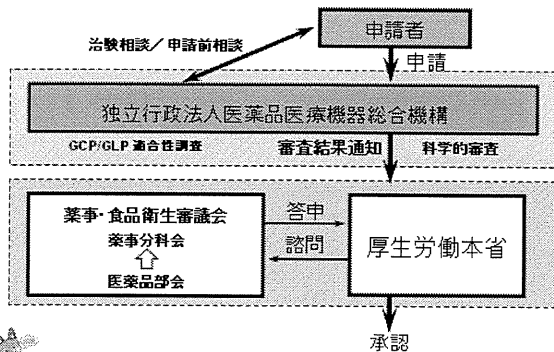 申請者
治験相談／申請前相談
申請
独立行政法人医薬品医療機器総合機構
GCP/GLP 適合性調査
審査結果通知
科学的審査
薬事・食品衛生審議会
薬事分科会
医薬品部会
答申
諮問
厚生労働本省
承認